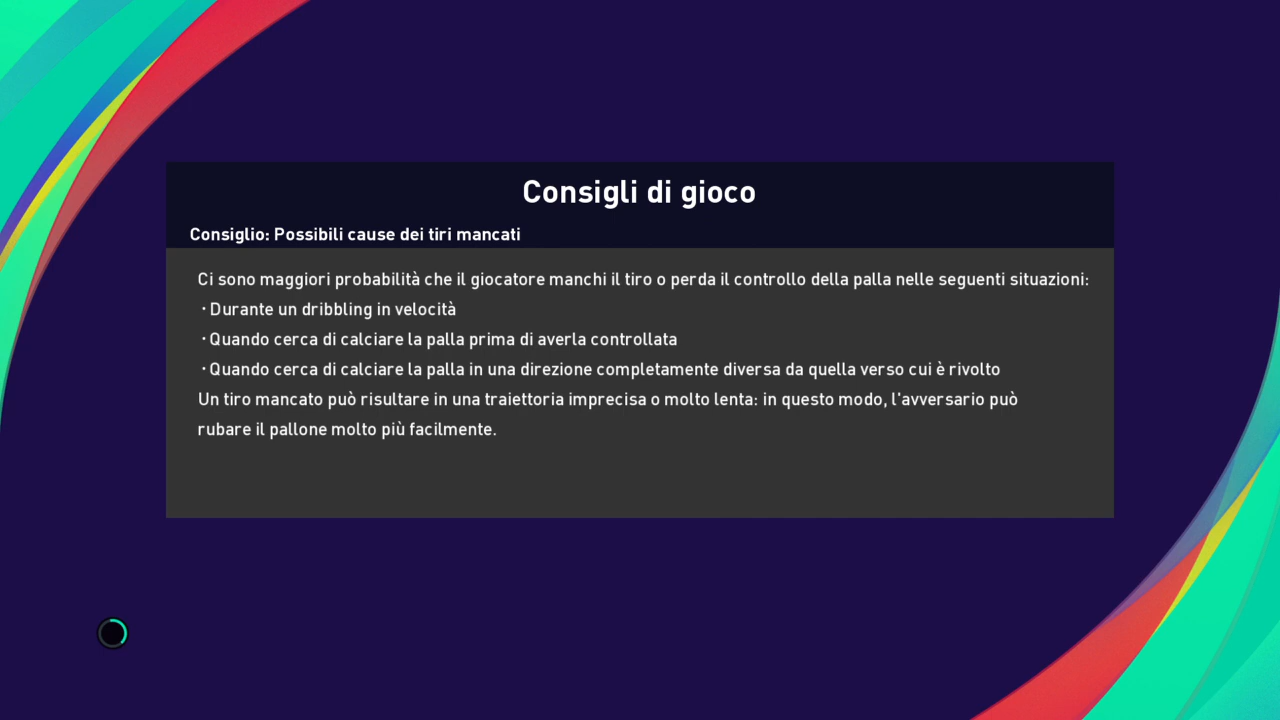 Consigli di gioco
Consiglio: Possibili cause dei tiri mancati
Ci sono maggiori probabilità che il giocatore manchi il tiro o perda il controllo della palla nelle seguenti situazioni:
・Durante un dribbling in velocità
・Quando cerca di calciare la palla prima di averla controllata
・Quando cerca di calciare la palla in una direzione completamente diversa da quella verso cui è rivolto
Un tiro mancato può risultare in una traiettoria imprecisa o molto lenta: in questo modo, l'avversario può
rubare il pallone molto più facilmente.